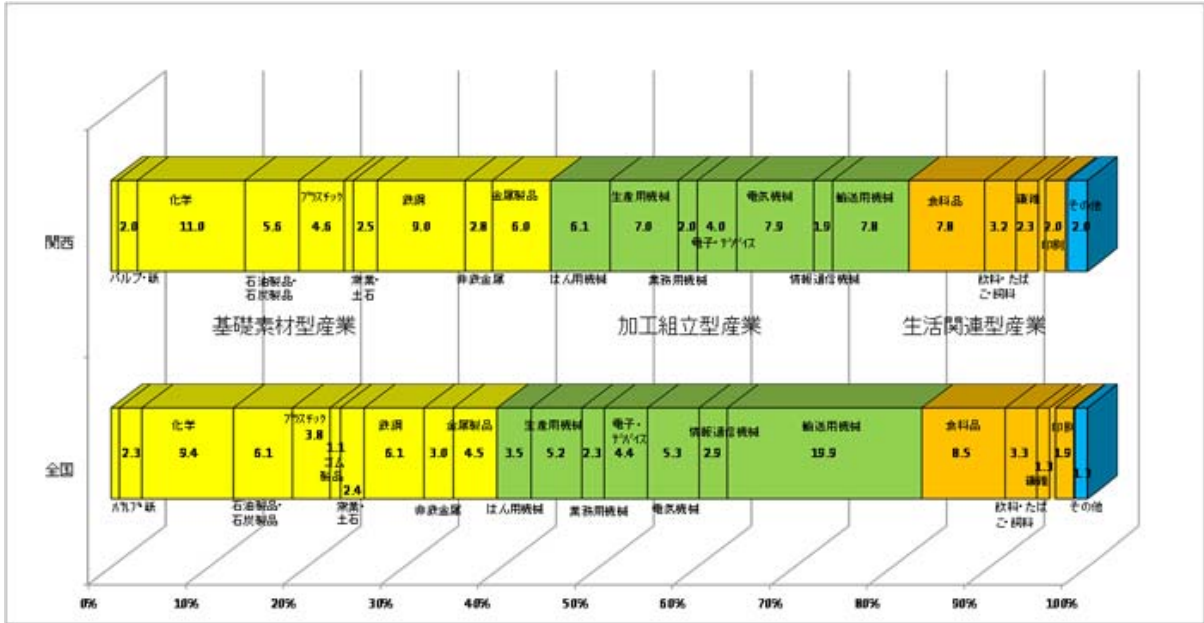 関西
2.0
化学
11.0
5.6
プラスチック
4.6
2.5
鉄鋼
9.0
2.8
金属製品
6.0
6.1
生産用機械
7.0
2.0
4.0
電子・デバイス
電気機械
7.9
1.9
輸送用機械
7.8
食料品
7.8
3.2
繊維
2.3
2.0
印刷
その他
2.0
パルプ・紙
石油製品・
石炭製品
窯業・
土石
非鉄金属
はん用機械
業務用機械
情報通信機械
飲料・たば
こ・飼料
基礎素材型産業
加工組立型産業
生活関連型産業
全国
2.3
化学
9.4
6.1
プラスチック
3.8
1.1
ゴム
製品
2.4
鉄鋼
6.1
3.0
金属製品
4.5
3.5
生産用機械
5.2
2.3
電子・
デバイス
4.4
5.3
情報通信機械
2.9
輸送用機械
19.9
食料品
8.5
3.3
1.3
繊維
印刷
1.9
1.3
パルプ・紙
石油製品・
石炭製品
窯業・
土石
非鉄金属
はん用機械
業務用機械
電気機械
飲料・たば
こ・飼料
その他
0%
10%
20%
30%
40%
50%
60%
70%
80%
90%
100%